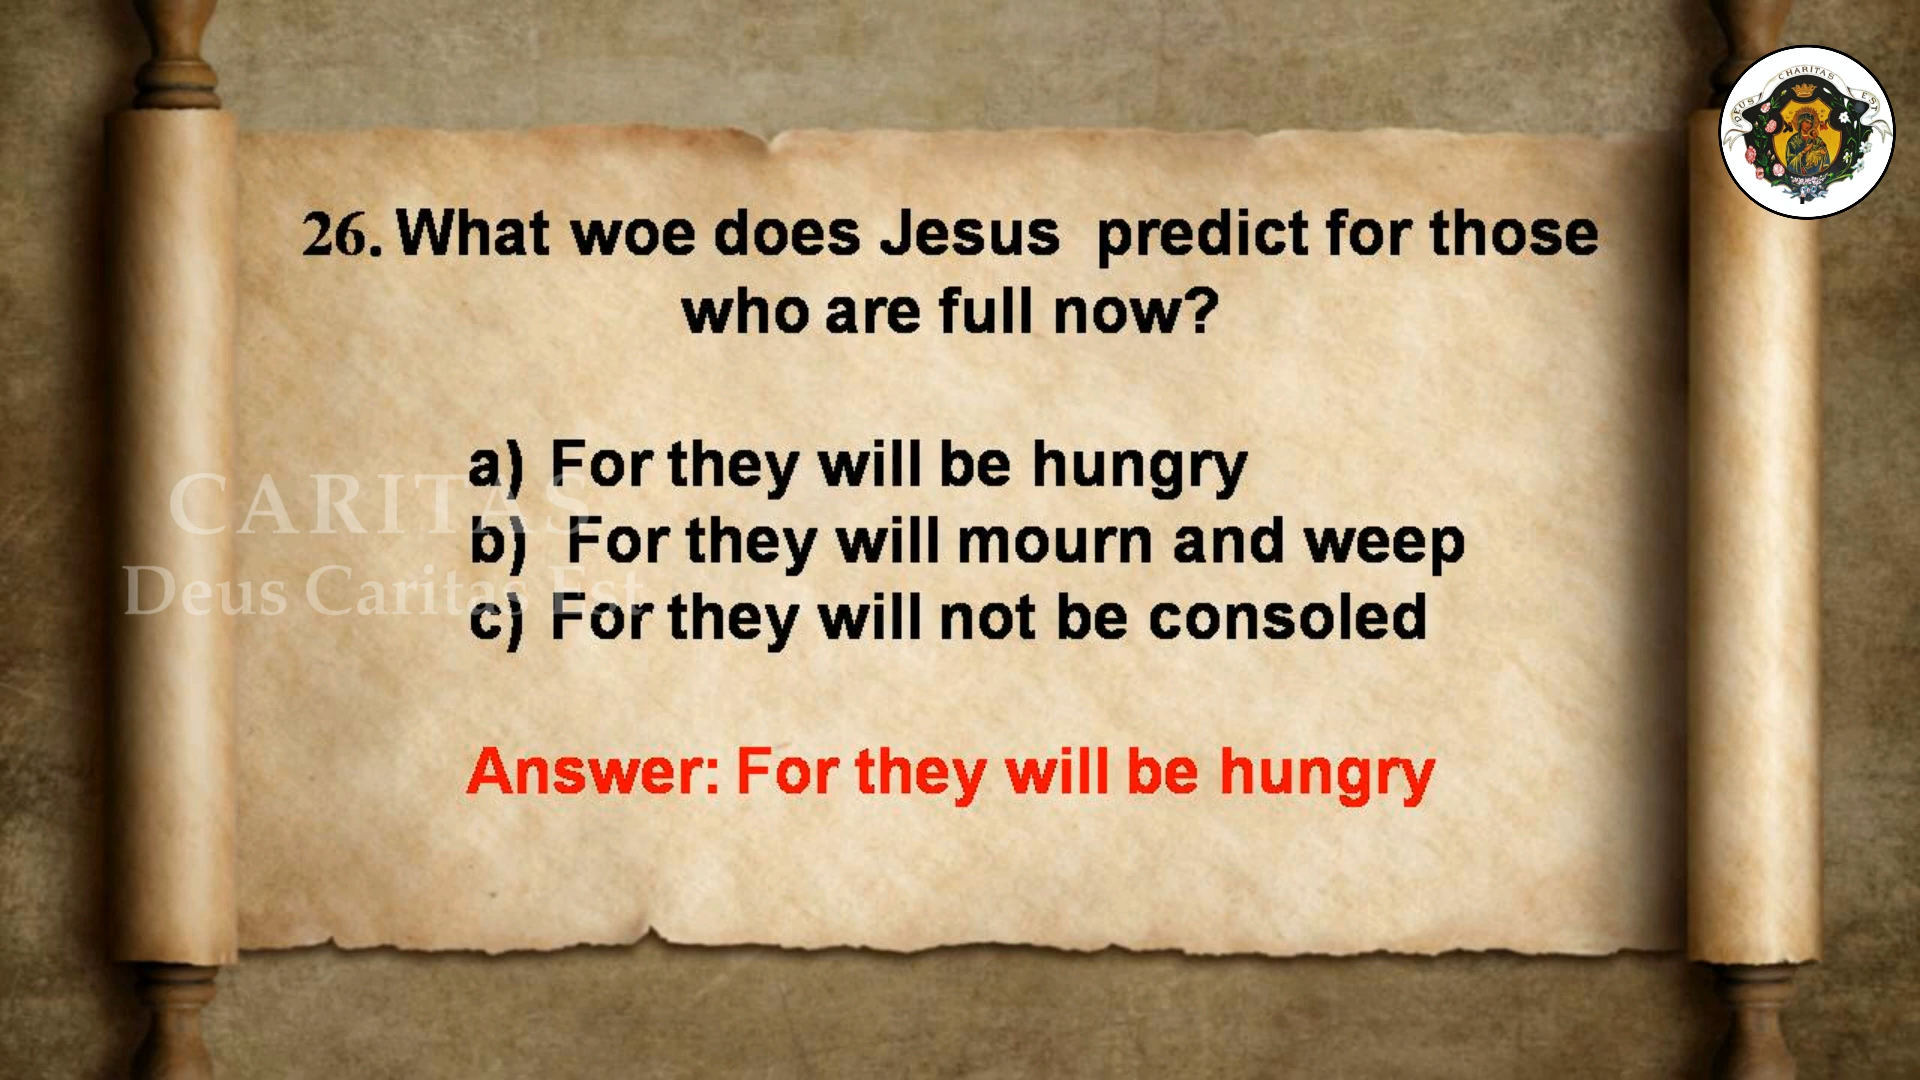 DEUS CHARITAS EST
26. What woe does Jesus predict for those
who are full now?
a) For they will be hungry
b) For they will mourn and weep
c) For they will not be consoled
CARITAS
Deus Caritas Est
Answer: For they will be hungry